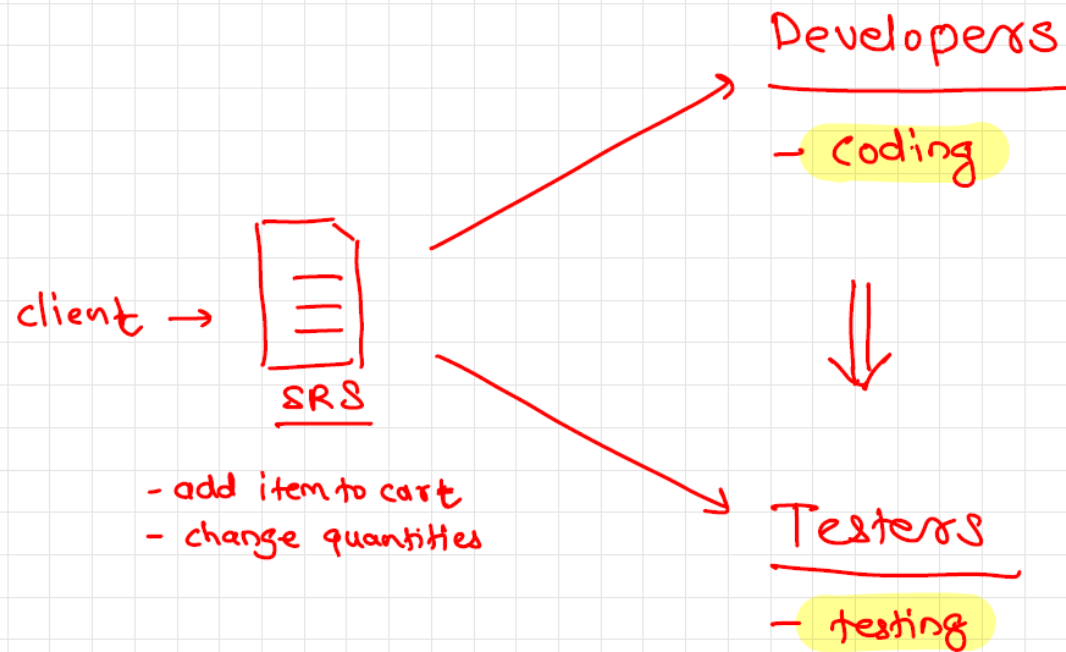 Developers
- coding
client →
SRS
- add item to cart
- change quantities
Testers
- testing